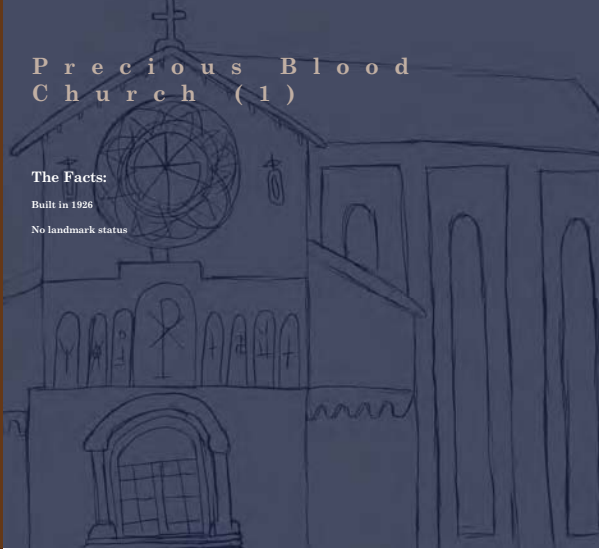 Precious Blood
Church (1)
The Facts:
Built in 1926
No landmark status